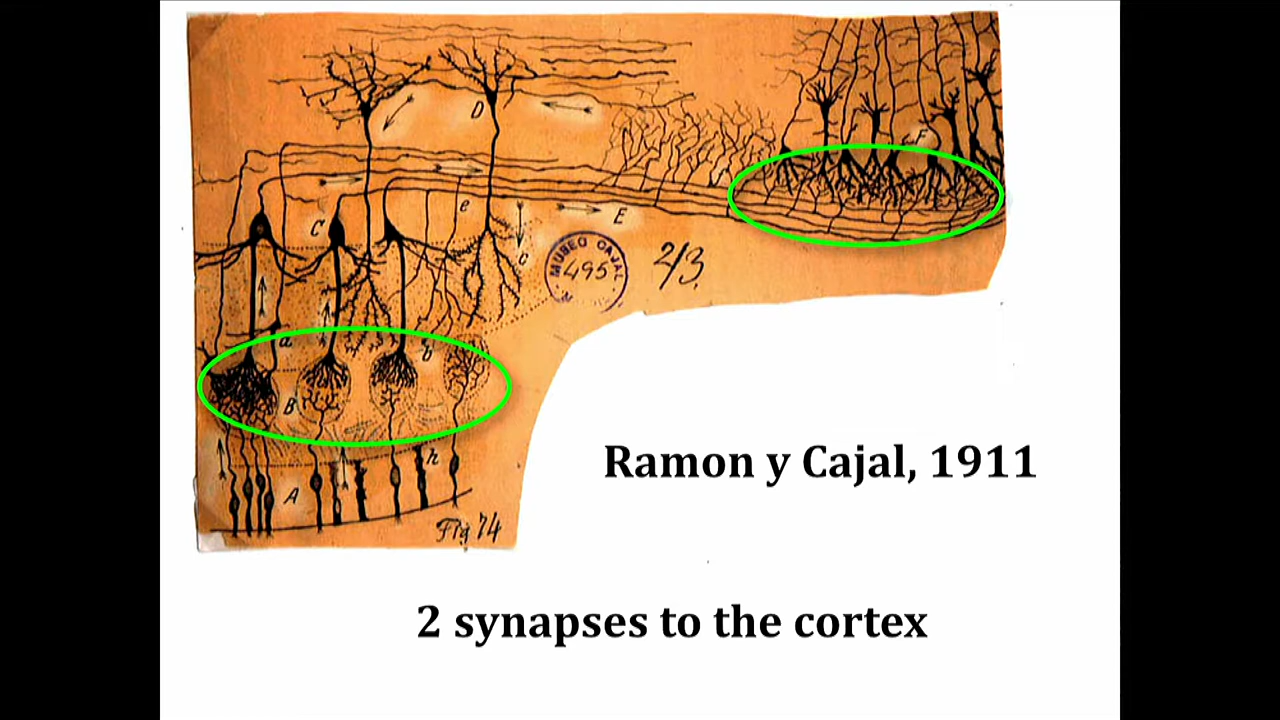 D
F
e
E
C
c
MUSEO CAJAL
495
2/3.
a
b
B
h
A
Fig 74
Ramon y Cajal, 1911
2 synapses to the cortex